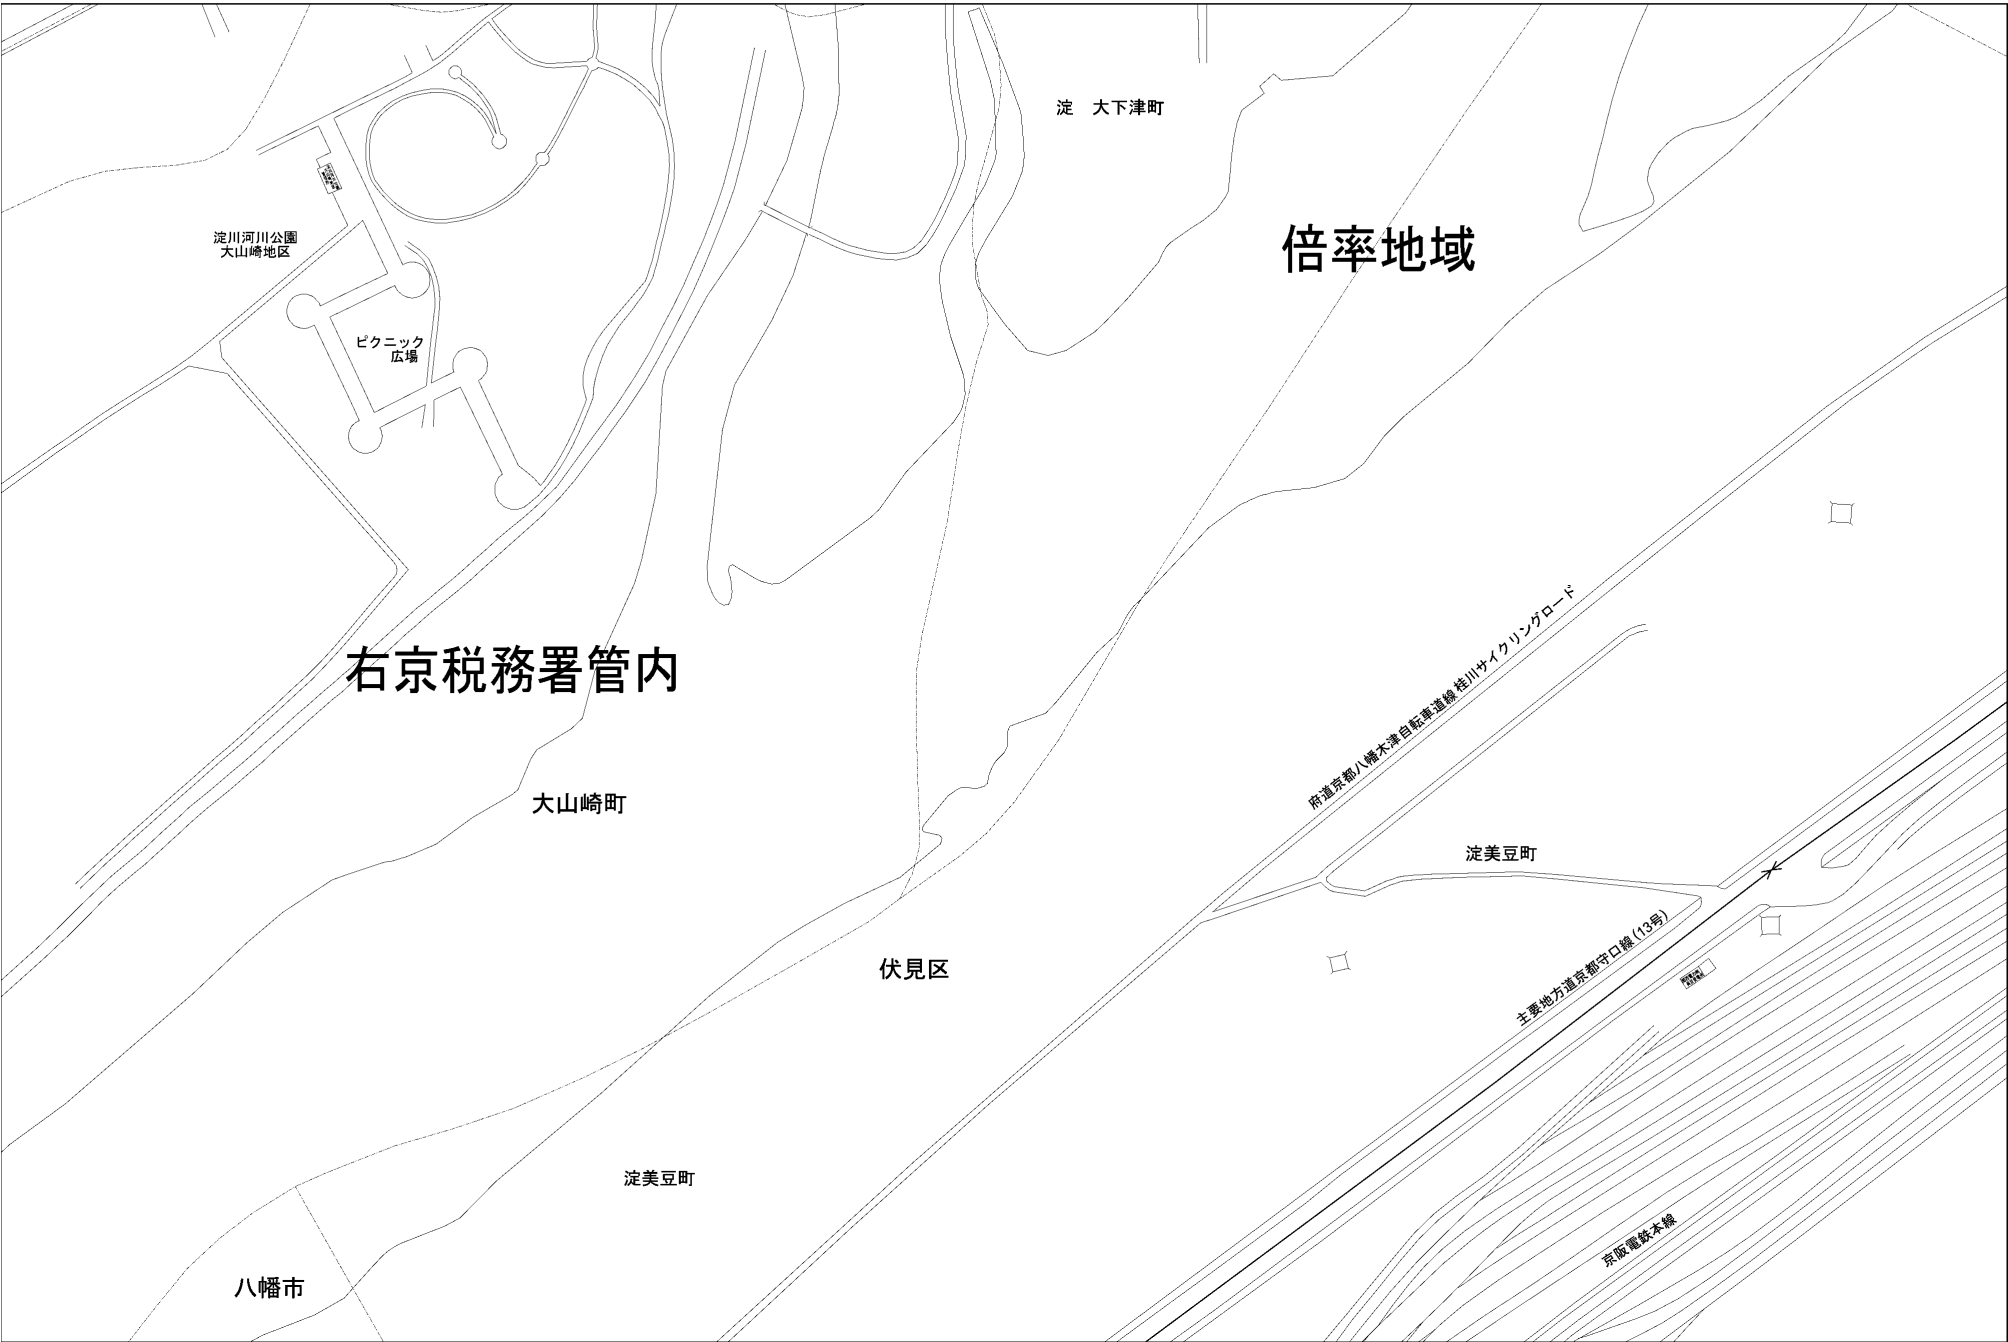 淀　大下津町
倍率地域
淀川河川公園
大山崎地区
ピクニック
広場
右京税務署管内
大山崎町
府道京都八幡木津自転車道線 桂川サイクリングロード
淀美豆町
主要地方道京都守口線(13号)
伏見区
淀美豆町
京阪電鉄本線
八幡市